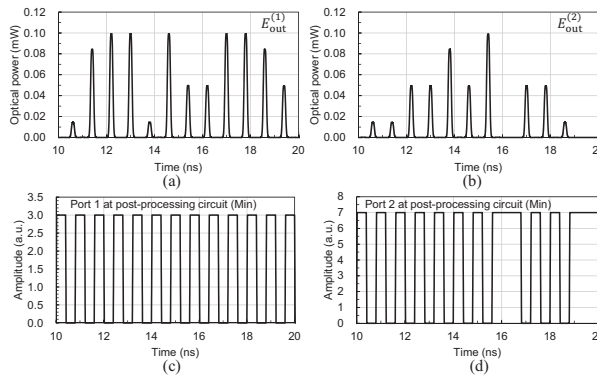 0.12
0.10
0.08
0.06
0.04
0.02
0.00
Optical power (mW)
E_out^(1)
10 12 14 16 18 20
Time (ns)
(a)
0.12
0.10
0.08
0.06
0.04
0.02
0.00
Optical power (mW)
E_out^(2)
10 12 14 16 18 20
Time (ns)
(b)
3.5
3.0
2.5
2.0
1.5
1.0
0.5
0.0
Amplitude (a.u.)
Port 1 at post-processing circuit (Min)
10 12 14 16 18 20
Time (ns)
(c)
8
7
6
5
4
3
2
1
0
Amplitude (a.u.)
Port 2 at post-processing circuit (Min)
10 12 14 16 18 20
Time (ns)
(d)